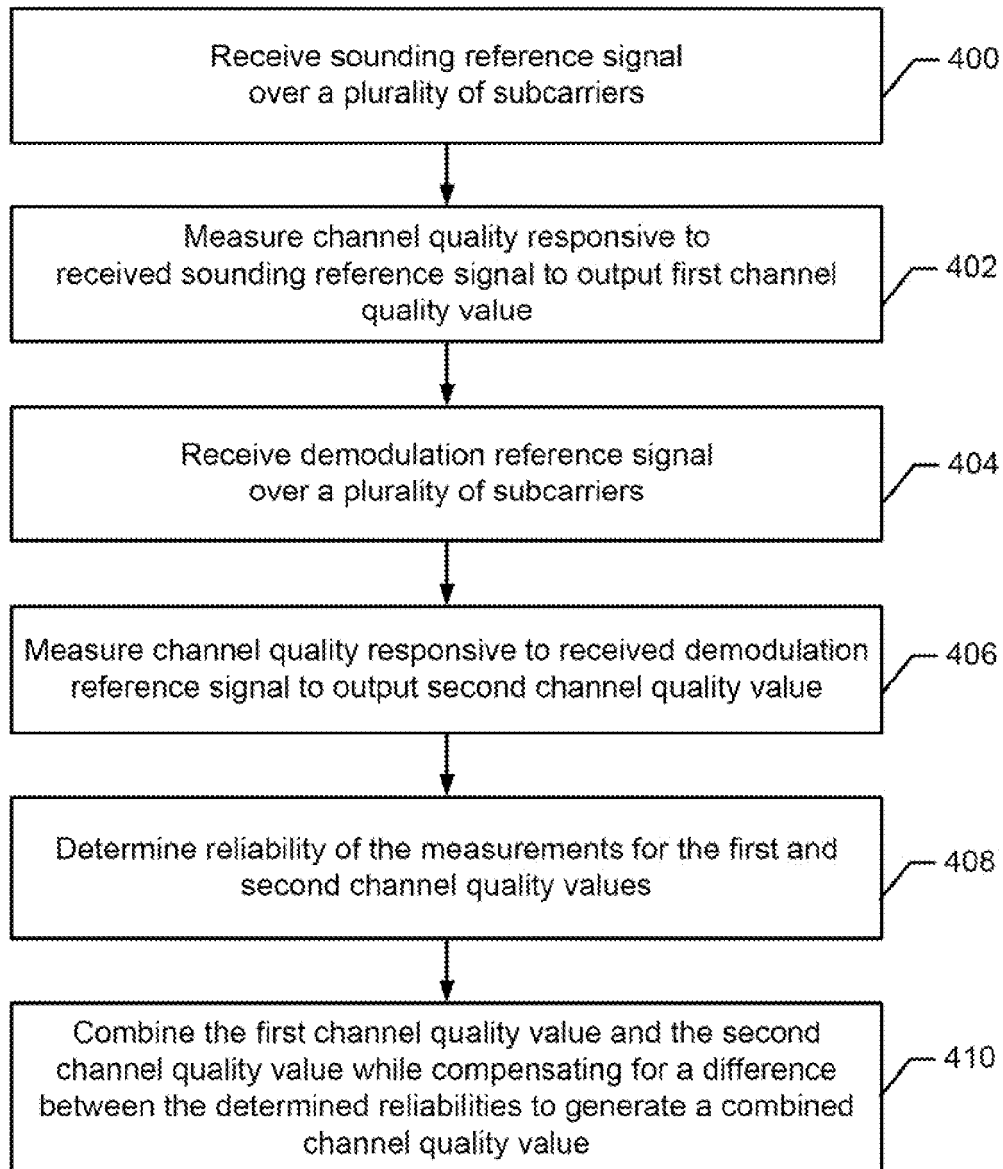 Receive sounding reference signal
over a plurality of subcarriers
400
Measure channel quality responsive to
received sounding reference signal to output first channel
quality value
402
Receive demodulation reference signal
over a plurality of subcarriers
404
Measure channel quality responsive to received demodulation
reference signal to output second channel quality value
406
Determine reliability of the measurements for the first and
second channel quality values
408
Combine the first channel quality value and the second
channel quality value while compensating for a difference
between the determined reliabilities to generate a combined
channel quality value
410